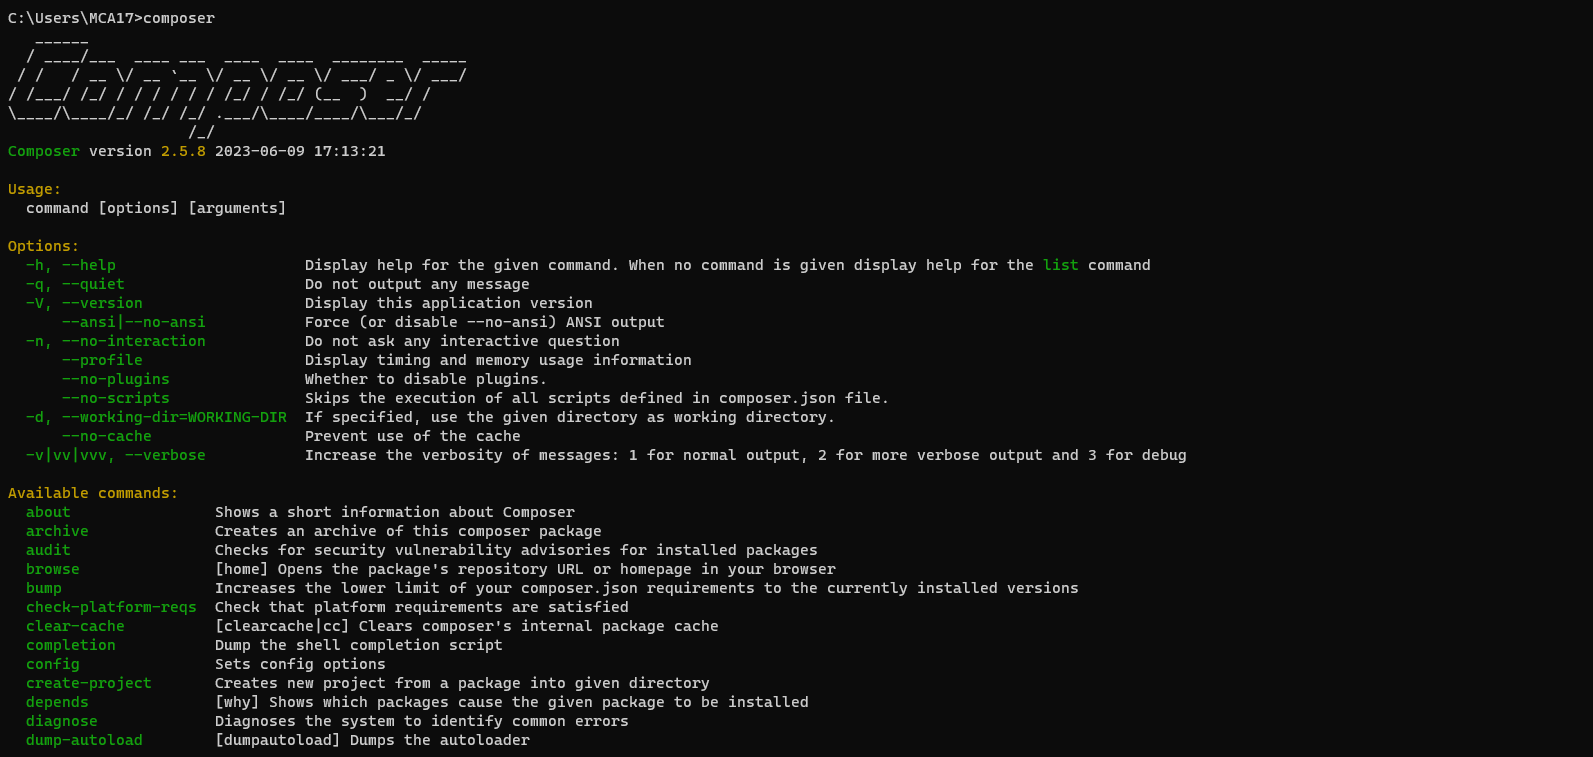 C:\Users\MCA17>composer
   ______
  / ____/___  ____ ___  ____  ____  ________  _____
 / /   / __ \/ __ `__ \/ __ \/ __ \/ ___/ _ \/ ___/
/ /___/ /_/ / / / / / / /_/ / /_/ (__  )  __/ /
\____/\____/_/ /_/ /_/ .___/\____/____/\___/_/
                    /_/
Composer version 2.5.8 2023-06-09 17:13:21
Usage:
  command [options] [arguments]
Options:
  -h, --help                     Display help for the given command. When no command is given display help for the list command
  -q, --quiet                    Do not output any message
  -V, --version                  Display this application version
      --ansi|--no-ansi           Force (or disable --no-ansi) ANSI output
  -n, --no-interaction           Do not ask any interactive question
      --profile                  Display timing and memory usage information
      --no-plugins               Whether to disable plugins.
      --no-scripts               Skips the execution of all scripts defined in composer.json file.
  -d, --working-dir=WORKING-DIR  If specified, use the given directory as working directory.
      --no-cache                 Prevent use of the cache
  -v|vv|vvv, --verbose           Increase the verbosity of messages: 1 for normal output, 2 for more verbose output and 3 for debug
Available commands:
  about                Shows a short information about Composer
  archive              Creates an archive of this composer package
  audit                Checks for security vulnerability advisories for installed packages
  browse               [home] Opens the package's repository URL or homepage in your browser
  bump                 Increases the lower limit of your composer.json requirements to the currently installed versions
  check-platform-reqs  Check that platform requirements are satisfied
  clear-cache          [clearcache|cc] Clears composer's internal package cache
  completion           Dump the shell completion script
  config               Sets config options
  create-project       Creates new project from a package into given directory
  depends              [why] Shows which packages cause the given package to be installed
  diagnose             Diagnoses the system to identify common errors
  dump-autoload        [dumpautoload] Dumps the autoloader